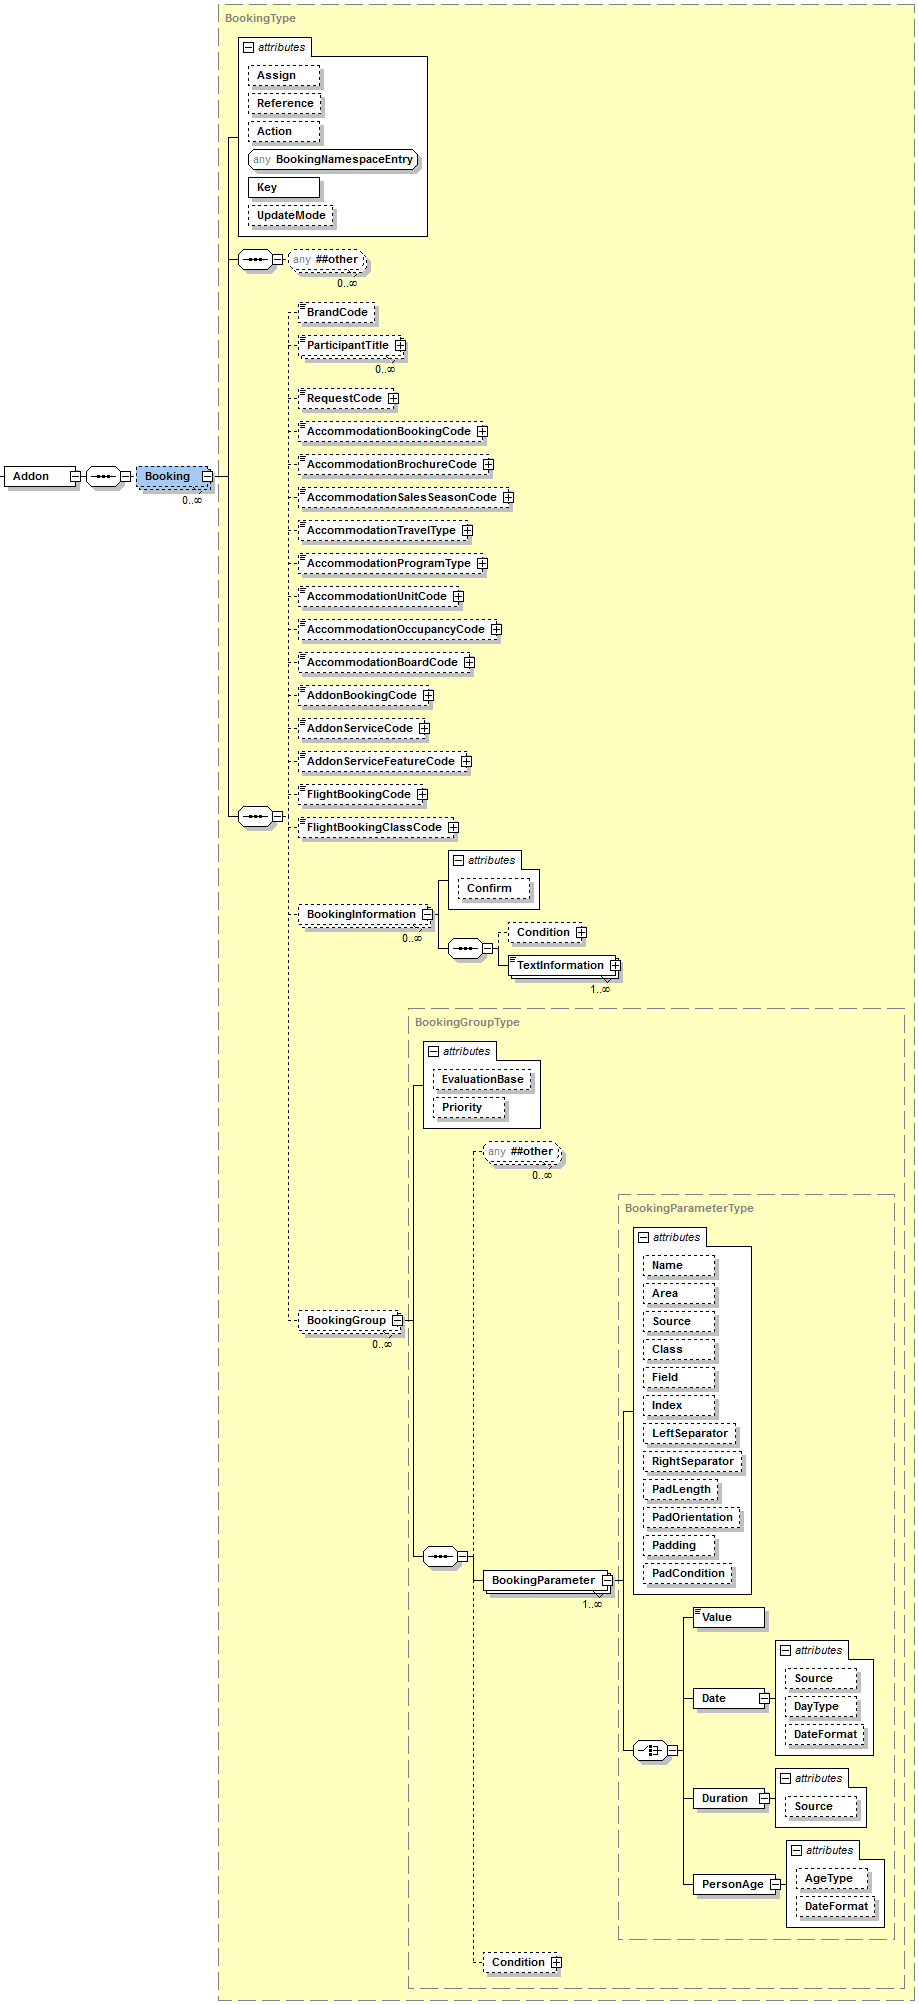 BookingType
attributes
Assign
Reference
Action
any BookingNamespaceEntry
Key
UpdateMode
any ##other
0..∞
BrandCode
ParticipantTitle
0..∞
RequestCode
AccommodationBookingCode
AccommodationBrochureCode
Addon
Booking
0..∞
AccommodationSalesSeasonCode
AccommodationTravelType
AccommodationProgramType
AccommodationUnitCode
AccommodationOccupancyCode
AccommodationBoardCode
AddonBookingCode
AddonServiceCode
AddonServiceFeatureCode
FlightBookingCode
FlightBookingClassCode
attributes
Confirm
BookingInformation
0..∞
Condition
TextInformation
1..∞
BookingGroupType
attributes
EvaluationBase
Priority
any ##other
0..∞
BookingParameterType
attributes
Name
Area
Source
Class
Field
Index
LeftSeparator
RightSeparator
PadLength
PadOrientation
Padding
PadCondition
BookingGroup
0..∞
BookingParameter
1..∞
Value
attributes
Source
DayType
DateFormat
Date
attributes
Source
Duration
attributes
AgeType
DateFormat
PersonAge
Condition